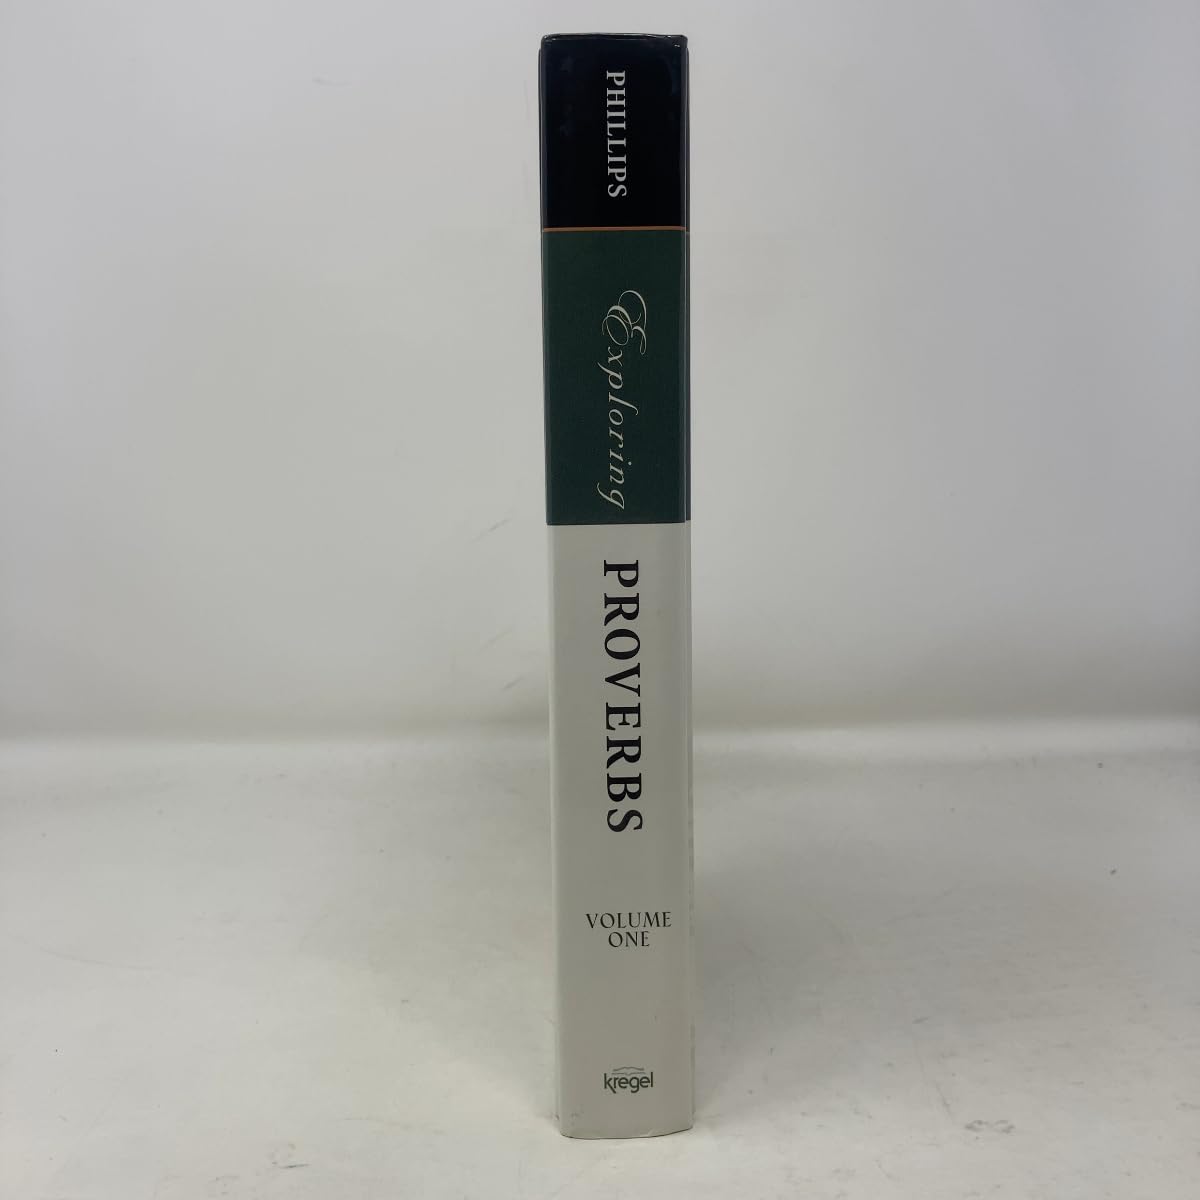 PHILLIPS
Exploring
PROVERBS
VOLUME
ONE
kregel